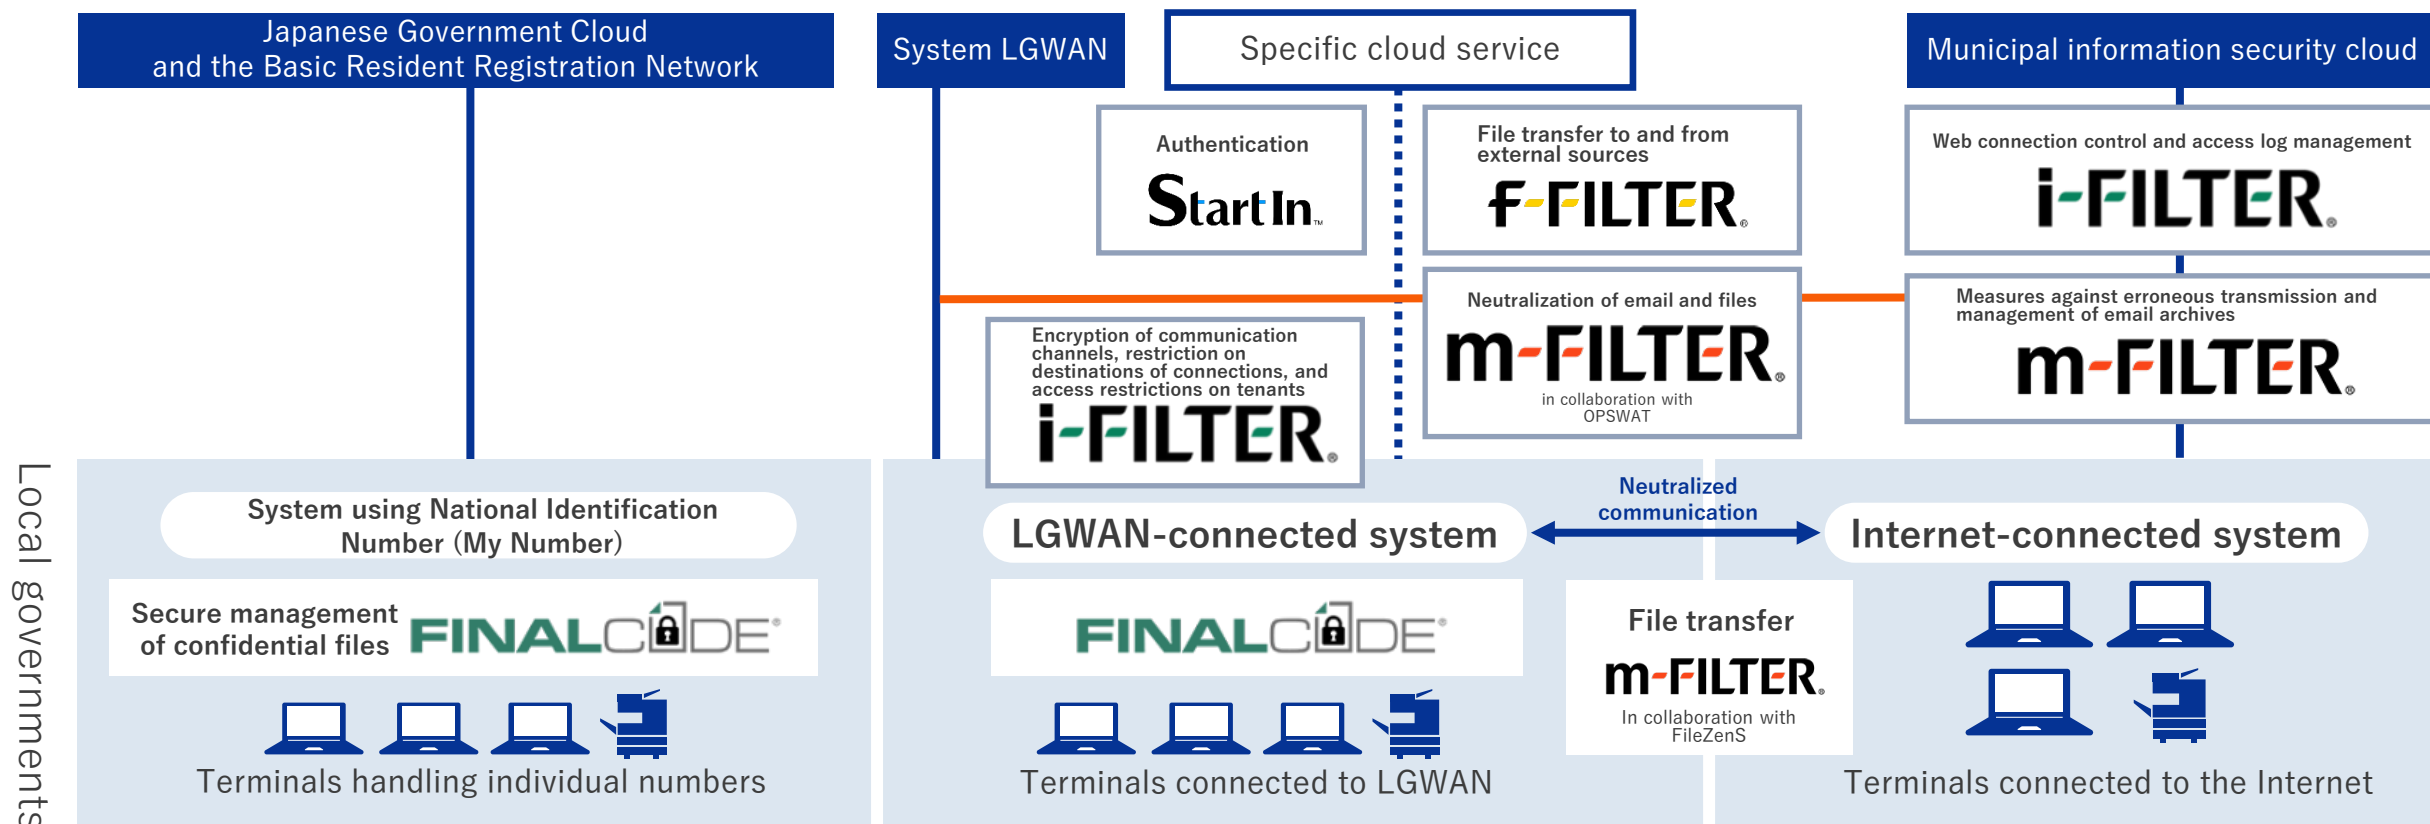 Japanese Government Cloud
and the Basic Resident Registration Network
System LGWAN
Specific cloud service
Municipal information security cloud
Authentication
StartIn™
File transfer to and from
external sources
f-FILTER®
Web connection control and access log management
i-FILTER®
Encryption of communication
channels, restriction on
destinations of connections, and
access restrictions on tenants
i-FILTER®
Neutralization of email and files
m-FILTER®
in collaboration with
OPSWAT
Measures against erroneous transmission and
management of email archives
m-FILTER®
Local governments
System using National Identification
Number (My Number)
Secure management
of confidential files
FINALCODE®
Terminals handling individual numbers
LGWAN-connected system
FINALCODE®
Terminals connected to LGWAN
Neutralized
communication
File transfer
m-FILTER®
In collaboration with
FileZenS
Internet-connected system
Terminals connected to the Internet